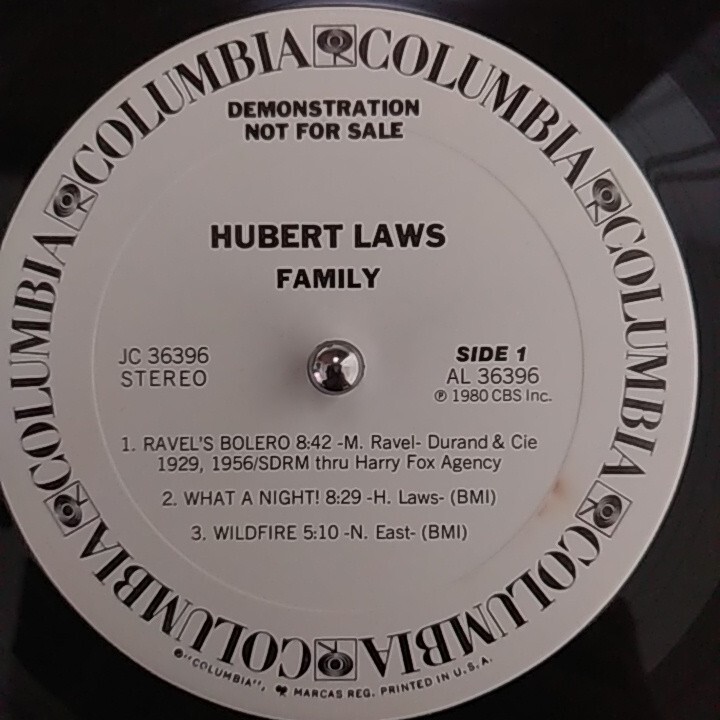 COLUMBIA COLUMBIA COLUMBIA COLUMBIA COLUMBIA COLUMBIA COLUMBIA COLUMBIA
DEMONSTRATION
NOT FOR SALE
HUBERT LAWS
FAMILY
JC 36396
STEREO
SIDE 1
AL 36396
℗ 1980 CBS Inc.
1. RAVEL'S BOLERO 8:42 -M. Ravel- Durand & Cie
1929, 1956/SDRM thru Harry Fox Agency
2. WHAT A NIGHT! 8:29 -H. Laws- (BMI)
3. WILDFIRE 5:10 -N. East- (BMI)
®"COLUMBIA", MARCAS REG. PRINTED IN U.S.A.